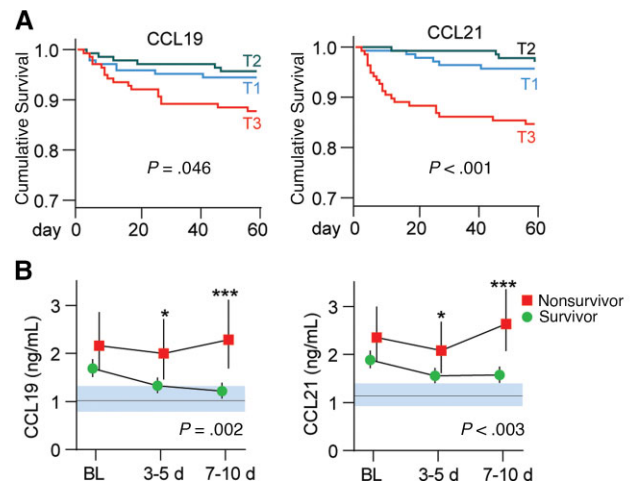 A
CCL19
CCL21
Cumulative Survival
1.0
0.9
0.8
0.7
T2
T1
T3
P = .046
day 0 20 40 60
Cumulative Survival
1.0
0.9
0.8
0.7
T2
T1
T3
P < .001
day 0 20 40 60
B
CCL19 (ng/mL)
3
2
1
0
*
***
P = .002
BL 3-5 d 7-10 d
CCL21 (ng/mL)
3
2
1
0
*
***
P < .003
BL 3-5 d 7-10 d
Nonsurvivor
Survivor